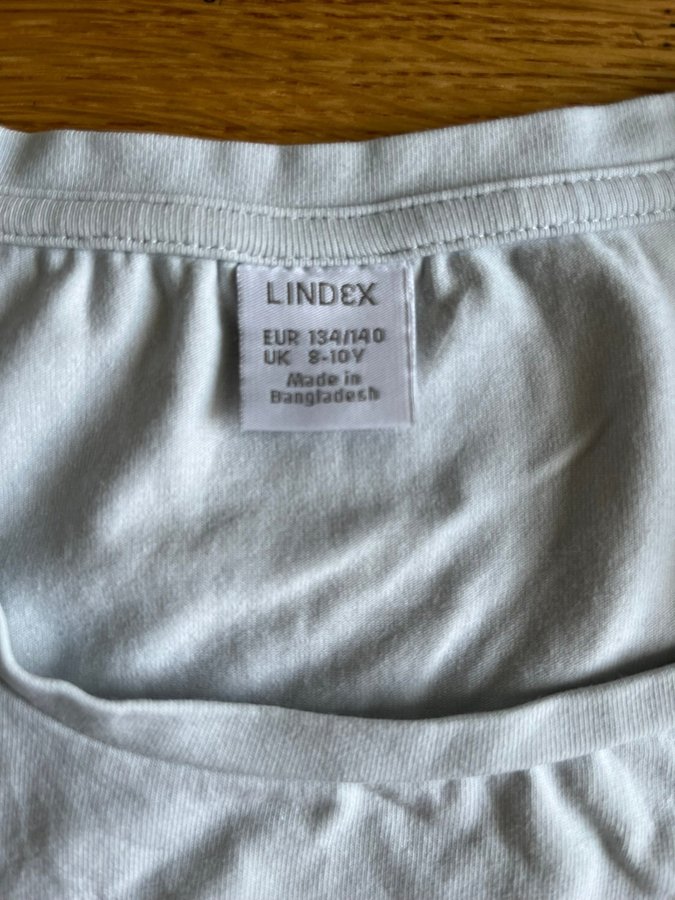 LINDEX
EUR 134/140
UK 8-10Y
Made in
Bangladesh